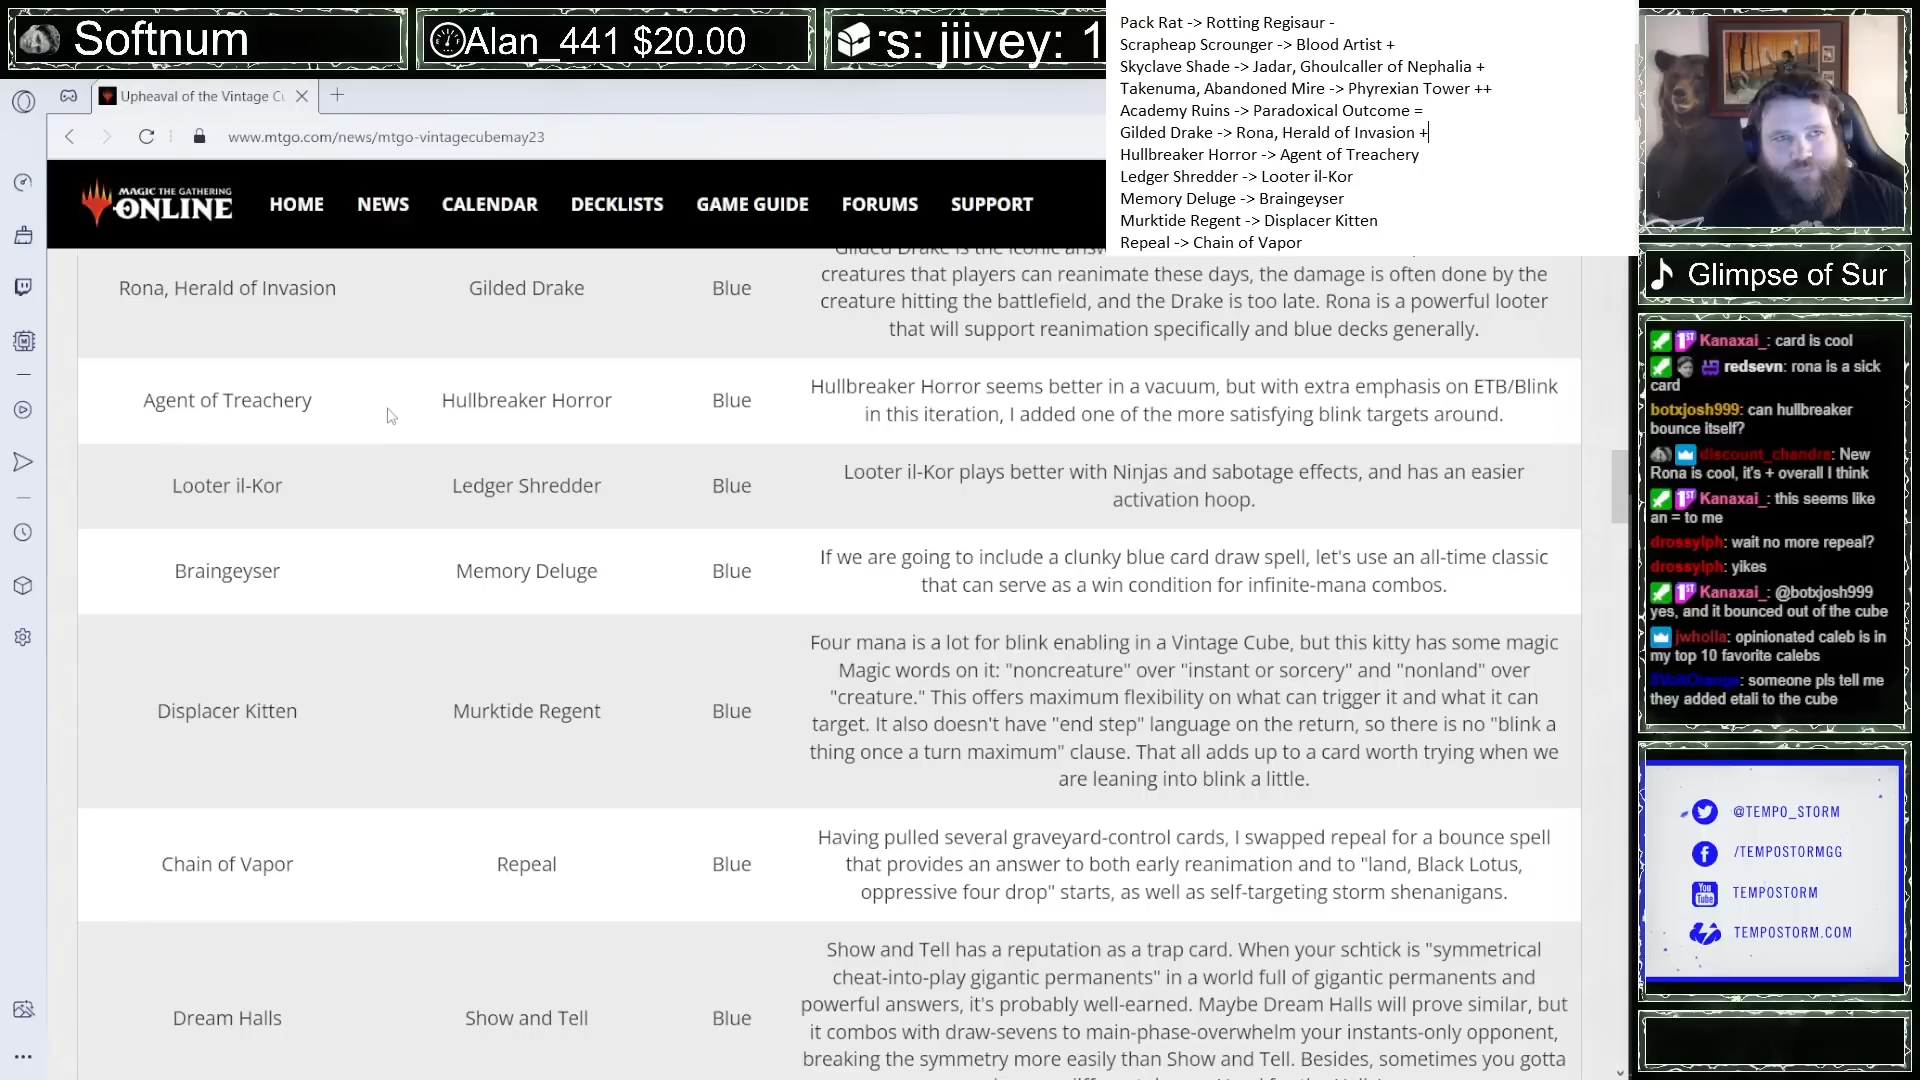 Softnum
Alan_441 $20.00
's: jiivey: 1
Pack Rat -> Rotting Regisaur -
Scrapheap Scrounger -> Blood Artist +
Skyclave Shade -> Jadar, Ghoulcaller of Nephalia +
Takenuma, Abandoned Mire -> Phyrexian Tower ++
Academy Ruins -> Paradoxical Outcome =
Gilded Drake -> Rona, Herald of Invasion +
Hullbreaker Horror -> Agent of Treachery
Ledger Shredder -> Looter il-Kor
Memory Deluge -> Braingeyser
Murktide Regent -> Displacer Kitten
Repeal -> Chain of Vapor
Upheaval of the Vintage Cu
www.mtgo.com/news/mtgo-vintagecubemay23
MAGIC THE GATHERING
ONLINE
HOME NEWS CALENDAR DECKLISTS GAME GUIDE FORUMS SUPPORT
Gilded Drake is the iconic answ
creatures that players can reanimate these days, the damage is often done by the
Rona, Herald of Invasion Gilded Drake Blue
creature hitting the battlefield, and the Drake is too late. Rona is a powerful looter
that will support reanimation specifically and blue decks generally.
Agent of Treachery Hullbreaker Horror Blue
Hullbreaker Horror seems better in a vacuum, but with extra emphasis on ETB/Blink
in this iteration, I added one of the more satisfying blink targets around.
Looter il-Kor Ledger Shredder Blue
Looter il-Kor plays better with Ninjas and sabotage effects, and has an easier
activation hoop.
Braingeyser Memory Deluge Blue
If we are going to include a clunky blue card draw spell, let's use an all-time classic
that can serve as a win condition for infinite-mana combos.
Displacer Kitten Murktide Regent Blue
Four mana is a lot for blink enabling in a Vintage Cube, but this kitty has some magic
Magic words on it: "noncreature" over "instant or sorcery" and "nonland" over
"creature." This offers maximum flexibility on what can trigger it and what it can
target. It also doesn't have "end step" language on the return, so there is no "blink a
thing once a turn maximum" clause. That all adds up to a card worth trying when we
are leaning into blink a little.
Chain of Vapor Repeal Blue
Having pulled several graveyard-control cards, I swapped repeal for a bounce spell
that provides an answer to both early reanimation and to "land, Black Lotus,
oppressive four drop" starts, as well as self-targeting storm shenanigans.
Dream Halls Show and Tell Blue
Show and Tell has a reputation as a trap card. When your schtick is "symmetrical
cheat-into-play gigantic permanents" in a world full of gigantic permanents and
powerful answers, it's probably well-earned. Maybe Dream Halls will prove similar, but
it combos with draw-sevens to main-phase-overwhelm your instants-only opponent,
breaking the symmetry more easily than Show and Tell. Besides, sometimes you gotta
Glimpse of Sur
Kanaxai_: card is cool
redsevn: rona is a sick
card
botxjosh999: can hullbreaker
bounce itself?
discount_chandra: New
Rona is cool, it's + overall I think
Kanaxai_: this seems like
an = to me
drossylph: wait no more repeal?
drossylph: yikes
Kanaxai_: @botxjosh999
yes, and it bounced out of the cube
jwholla: opinionated caleb is in
my top 10 favorite calebs
: someone pls tell me
they added etali to the cube
@TEMPO_STORM
/TEMPOSTORMGG
TEMPOSTORM
TEMPOSTORM.COM